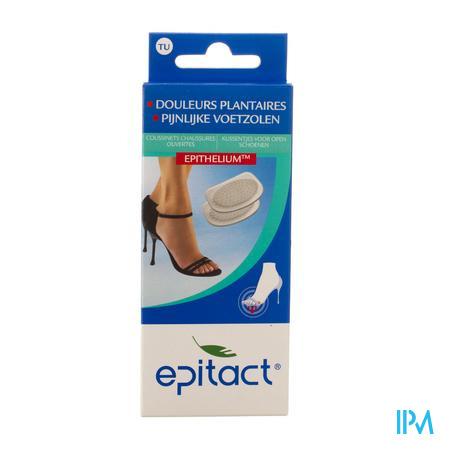 TU
• DOULEURS PLANTAIRES
• PIJNLIJKE VOETZOLEN
COUSSINETS CHAUSSURES OUVERTES
KUSSENTJES VOOR OPEN SCHOENEN
EPITHELIUM™
epitact®
IPM